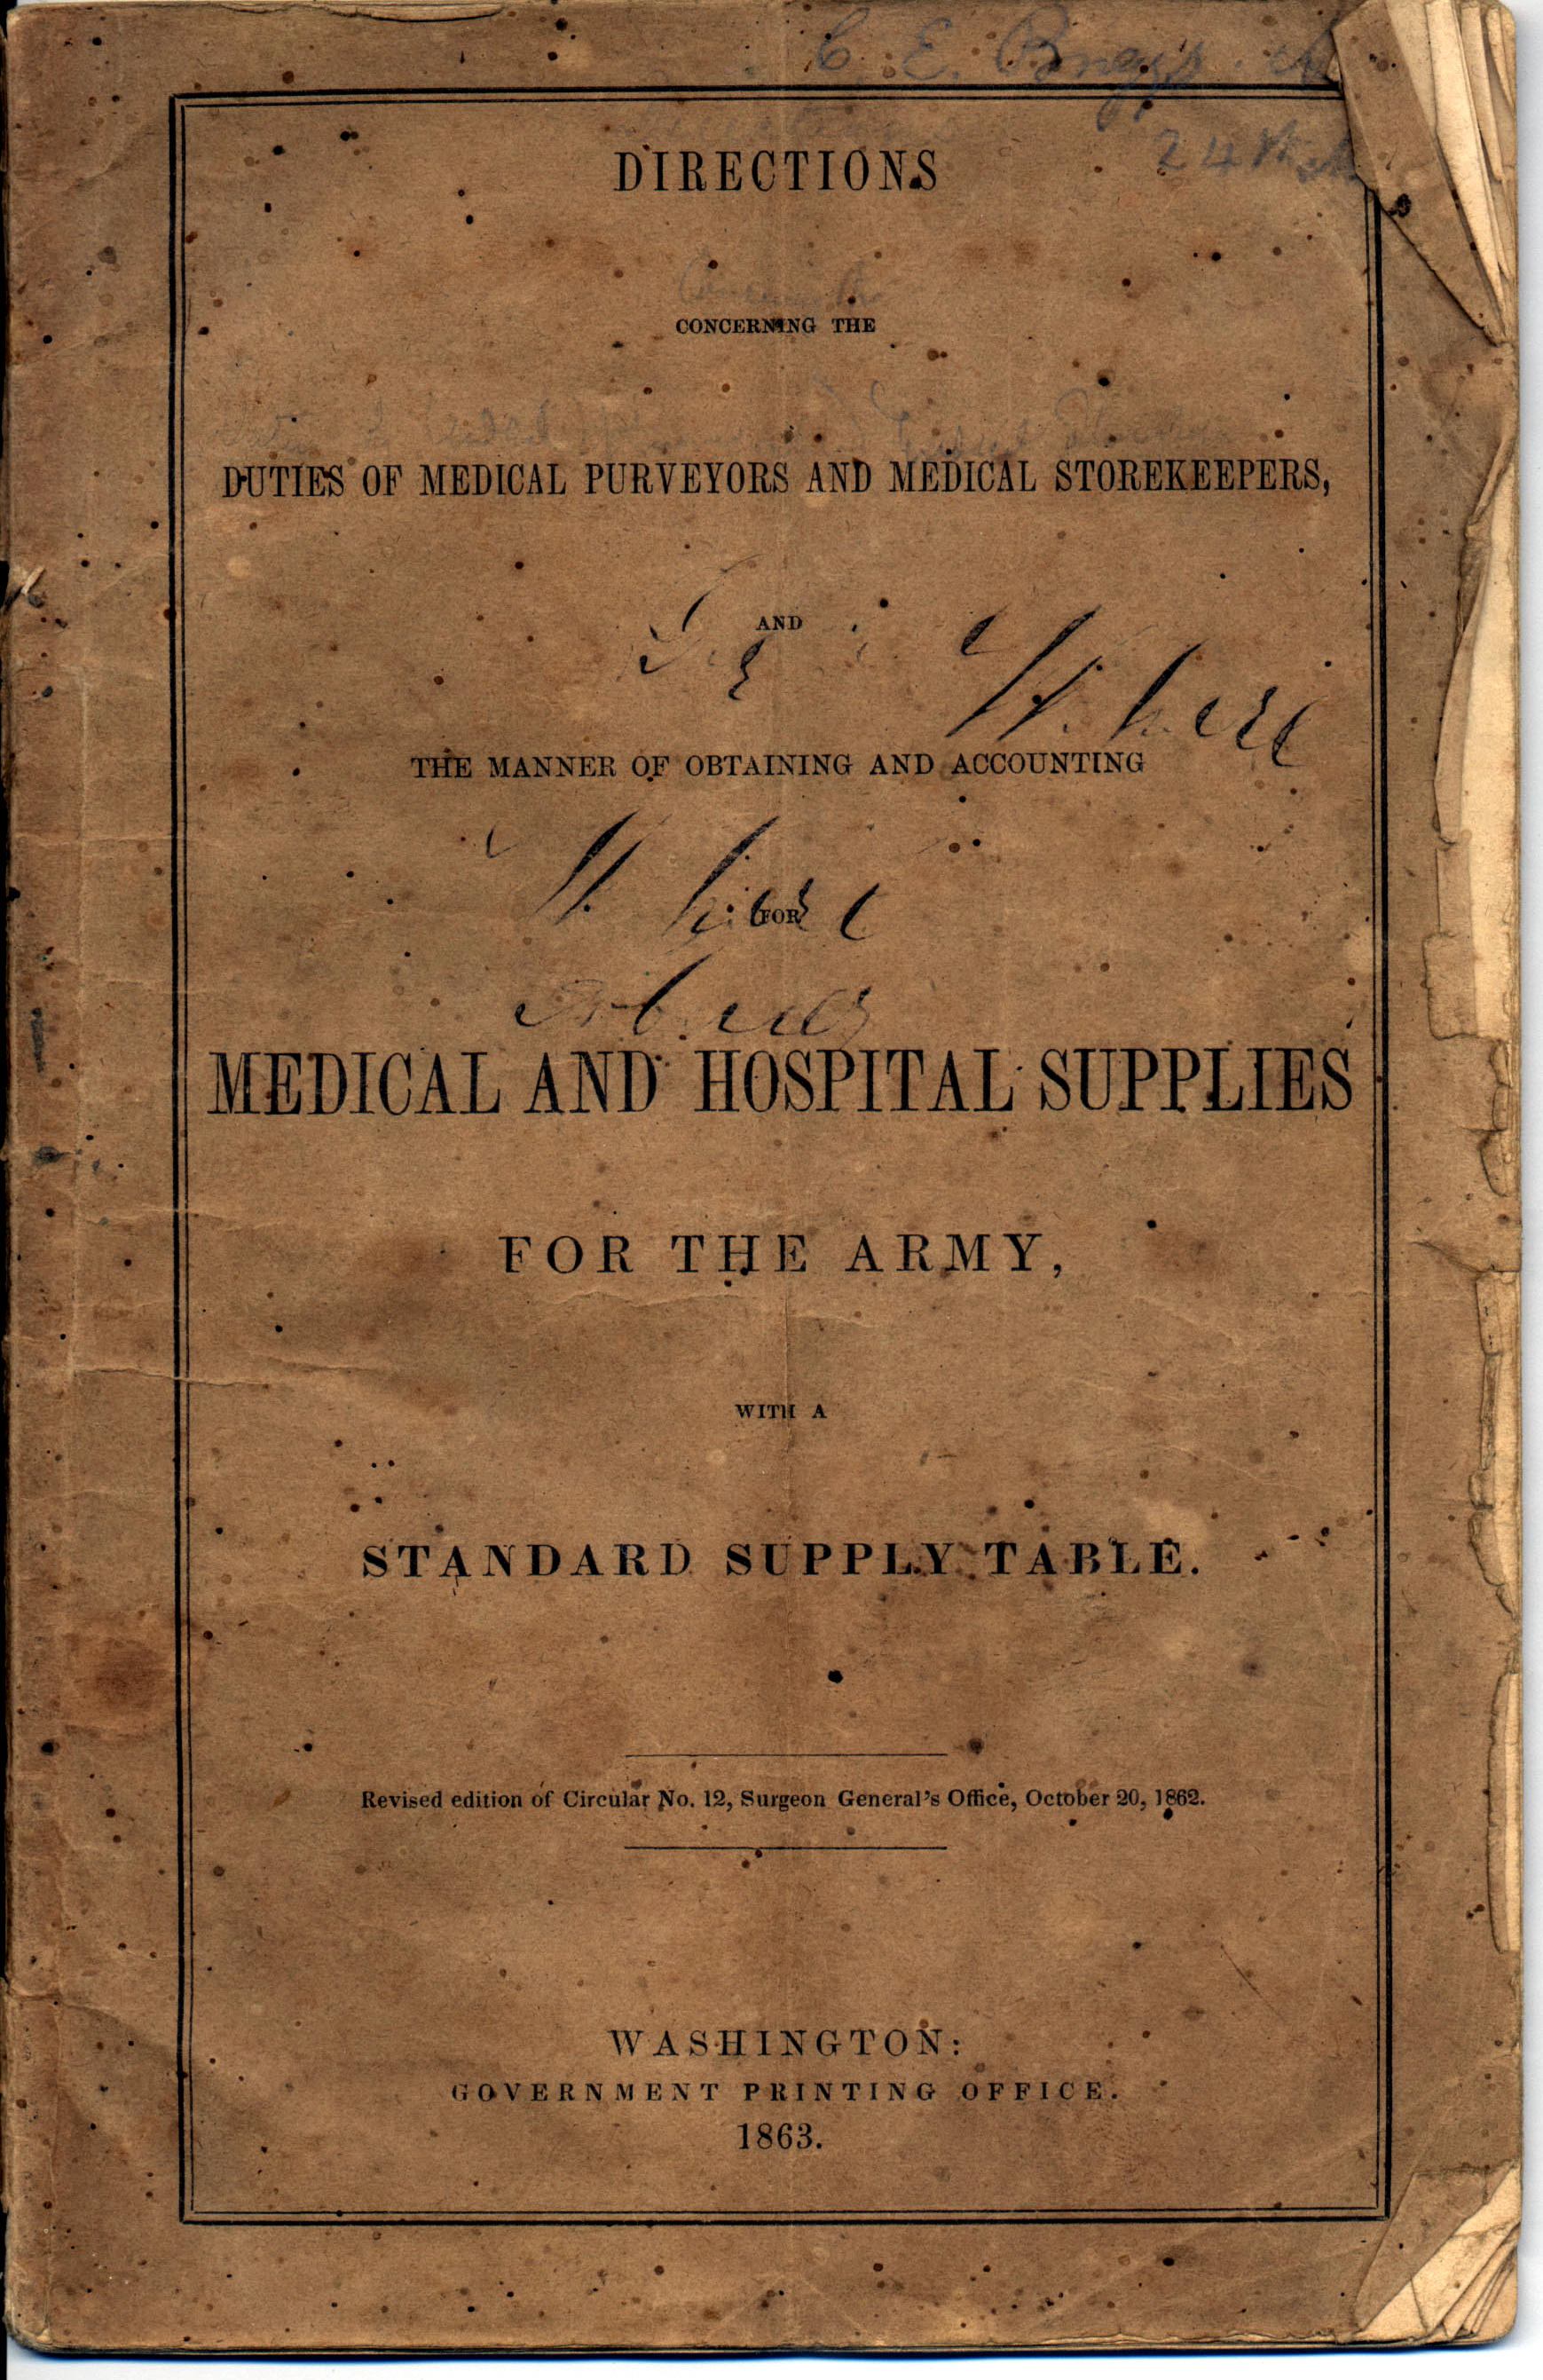 C. E. Briggs
24th
DIRECTIONS
CONCERNING THE
DUTIES OF MEDICAL PURVEYORS AND MEDICAL STOREKEEPERS,
AND
THE MANNER OF OBTAINING AND ACCOUNTING
FOR
MEDICAL AND HOSPITAL SUPPLIES
FOR THE ARMY,
WITH A
STANDARD SUPPLY TABLE.
Revised edition of Circular No. 12, Surgeon General's Office, October 20, 1862.
WASHINGTON:
GOVERNMENT PRINTING OFFICE.
1863.